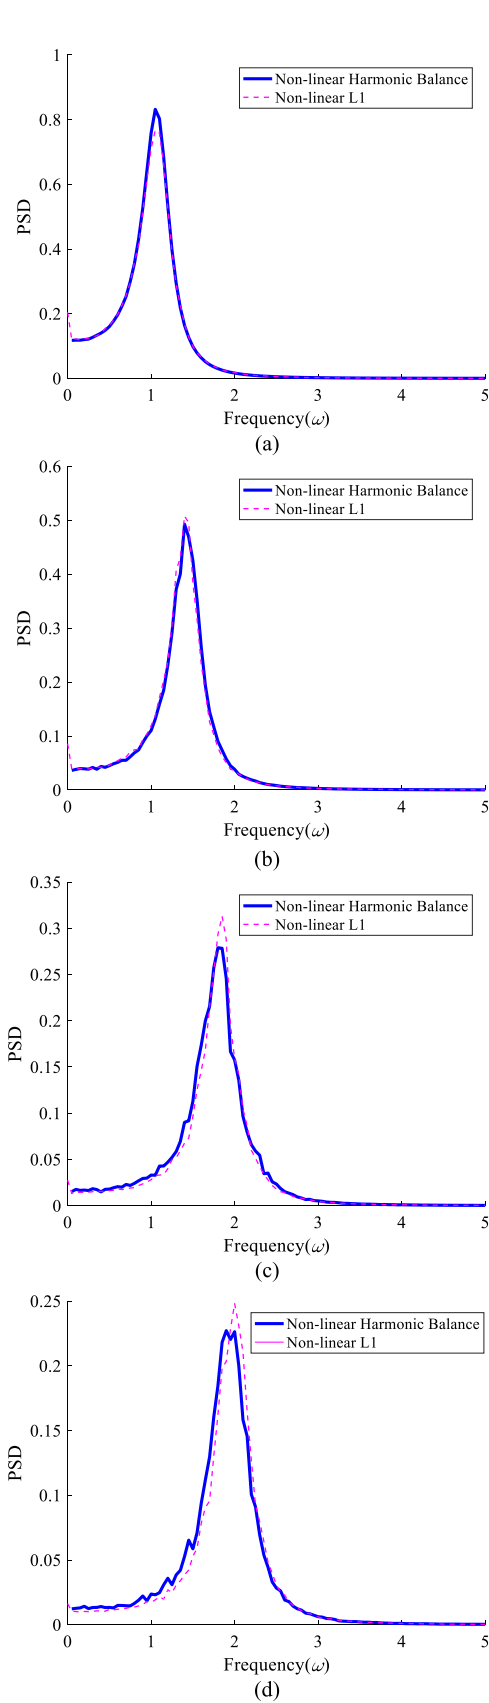 1
0.8
0.6
0.4
0.2
0
PSD
Non-linear Harmonic Balance
Non-linear L1
0 1 2 3 4 5
Frequency(ω)
(a)
0.6
0.5
0.4
0.3
0.2
0.1
0
PSD
Non-linear Harmonic Balance
Non-linear L1
0 1 2 3 4 5
Frequency(ω)
(b)
0.35
0.3
0.25
0.2
0.15
0.1
0.05
0
PSD
Non-linear Harmonic Balance
Non-linear L1
0 1 2 3 4 5
Frequency(ω)
(c)
0.25
0.2
0.15
0.1
0.05
0
PSD
Non-linear Harmonic Balance
Non-linear L1
0 1 2 3 4 5
Frequency(ω)
(d)